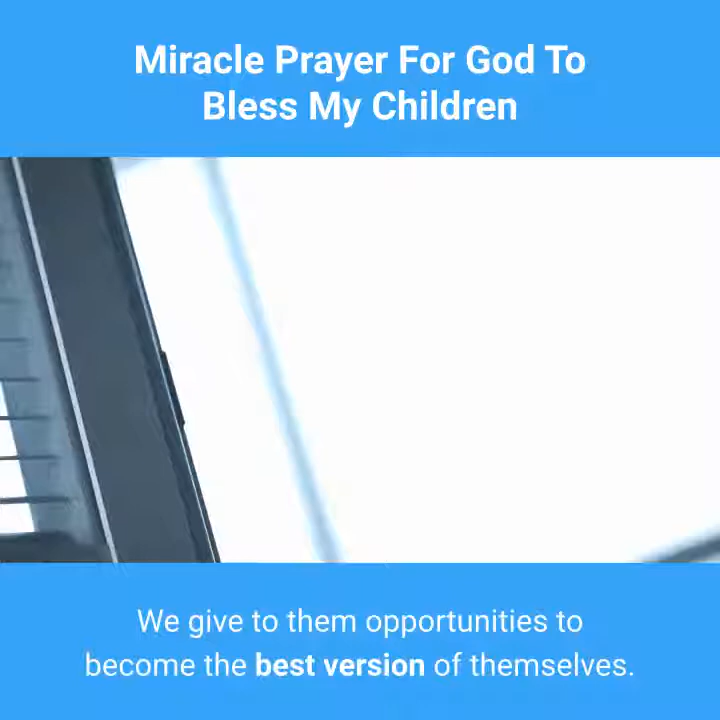 Miracle Prayer For God To
Bless My Children
We give to them opportunities to
become the best version of themselves.